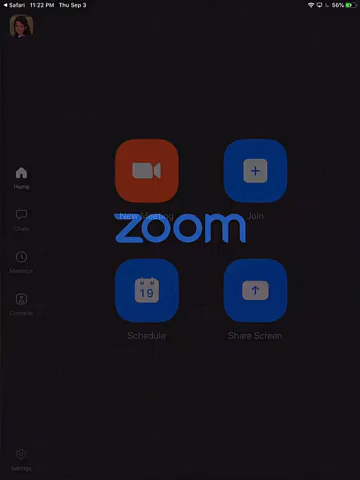 Safari 11:22 PM Thu Sep 3 56%
Home
New Meeting
Join
zoom
Chats
Meetings
Contacts
19
Schedule
Share Screen
Settings